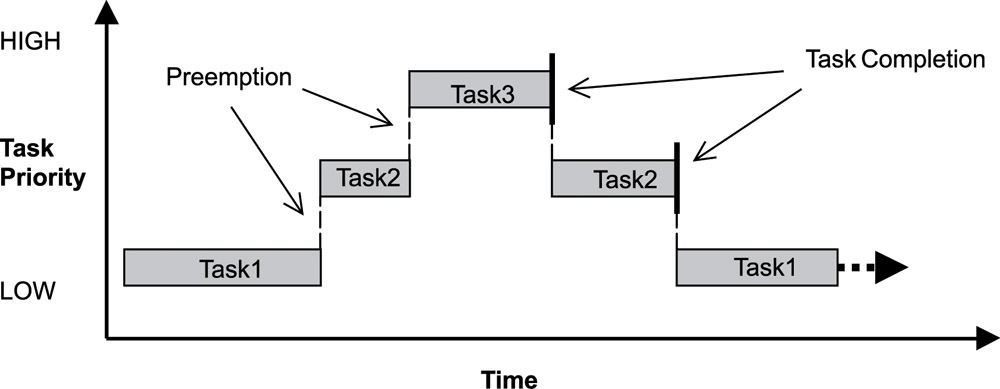 HIGH
Preemption
Task Completion
Task3
Task
Priority
Task2
Task2
Task1
Task1
LOW
Time